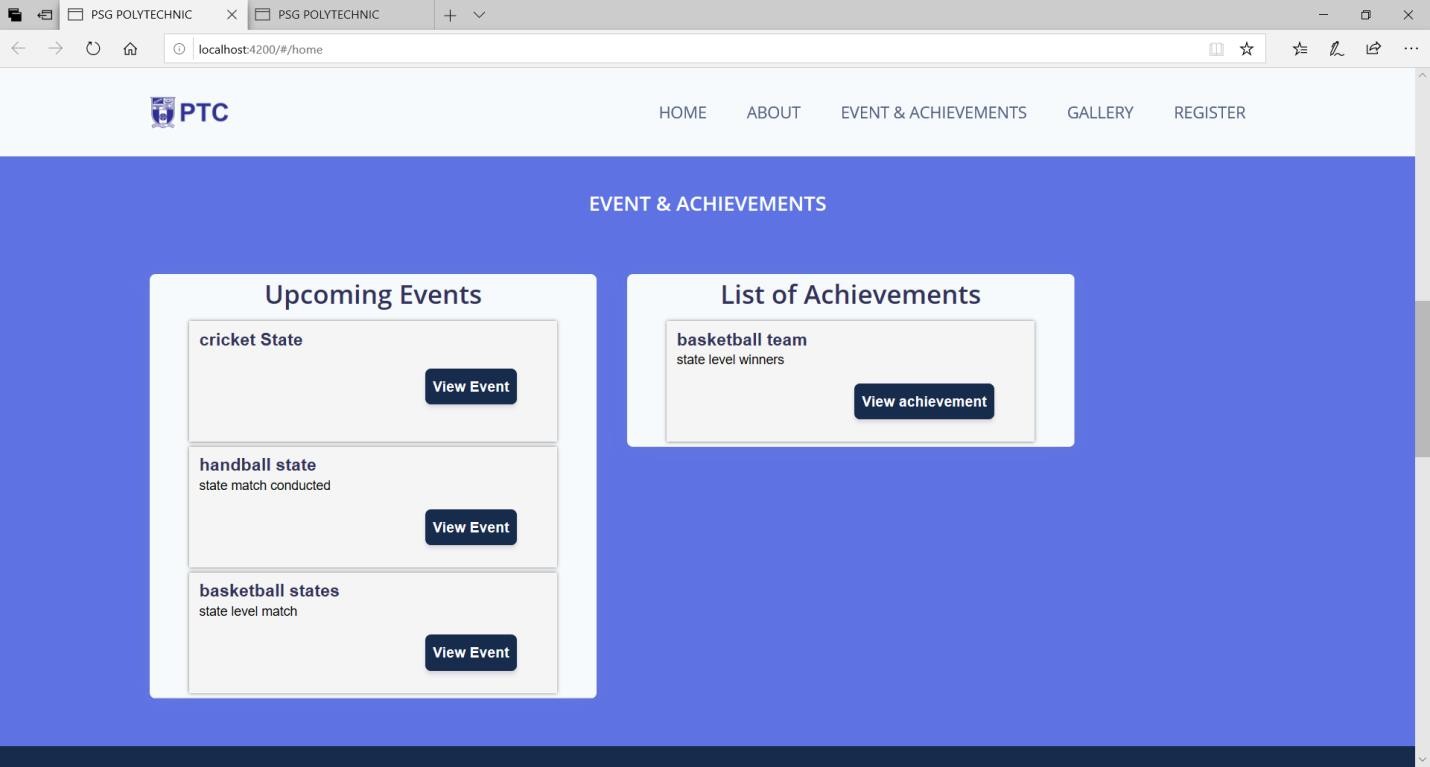 PSG POLYTECHNIC
PSG POLYTECHNIC
localhost:4200/#/home
PTC
HOME ABOUT EVENT & ACHIEVEMENTS GALLERY REGISTER
EVENT & ACHIEVEMENTS
Upcoming Events
cricket State
View Event
handball state
state match conducted
View Event
basketball states
state level match
View Event
List of Achievements
basketball team
state level winners
View achievement